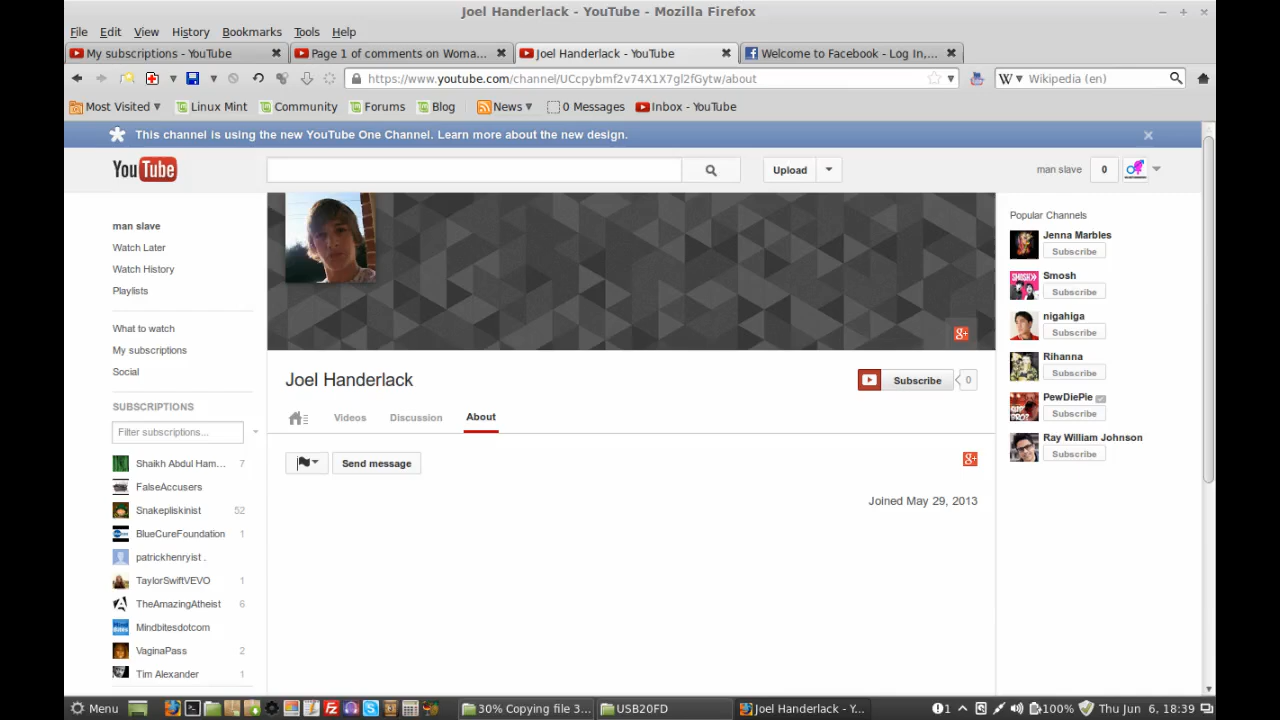 Joel Handerlack - YouTube - Mozilla Firefox
File Edit View History Bookmarks Tools Help
My subscriptions - YouTube
Page 1 of comments on Woma...
Joel Handerlack - YouTube
Welcome to Facebook - Log In,...
https://www.youtube.com/channel/UCcpybmf2v74X1X7gl2fGytw/about
Wikipedia (en)
Most Visited Linux Mint Community Forums Blog News 0 Messages Inbox - YouTube
This channel is using the new YouTube One Channel. Learn more about the new design.
YouTube
Upload
man slave 0
man slave
Watch Later
Watch History
Playlists
What to watch
My subscriptions
Social
SUBSCRIPTIONS
Filter subscriptions...
Shaikh Abdul Ham... 7
FalseAccusers
Snakepliskinist 52
BlueCureFoundation 1
patrickhenryist .
TaylorSwiftVEVO 1
TheAmazingAtheist 6
Mindbitesdotcom
VaginaPass 2
Tim Alexander 1
g+
Joel Handerlack
Subscribe 0
Videos Discussion About
Send message
g+
Joined May 29, 2013
Popular Channels
Jenna Marbles
Subscribe
Smosh
Subscribe
nigahiga
Subscribe
Rihanna
Subscribe
PewDiePie
Subscribe
Ray William Johnson
Subscribe
Menu
30% Copying file 3...
USB20FD
Joel Handerlack - Y...
1
100%
Thu Jun 6, 18:39